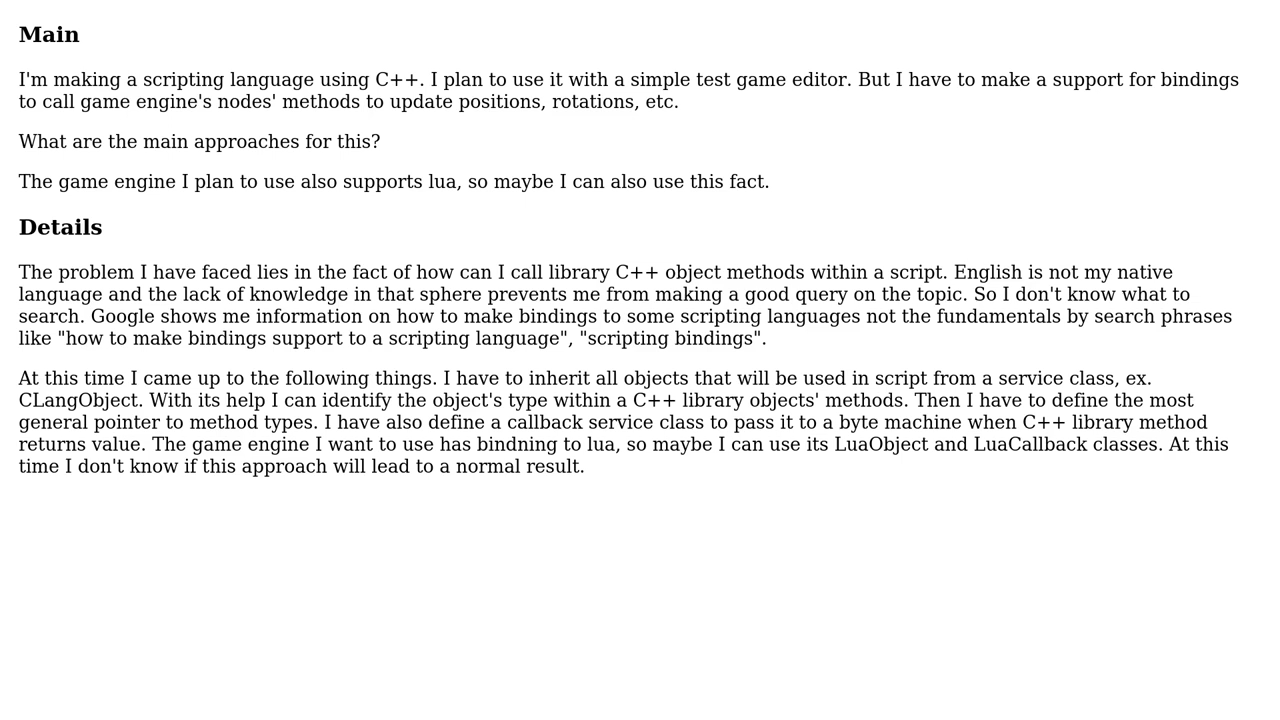 Main
I'm making a scripting language using C++. I plan to use it with a simple test game editor. But I have to make a support for bindings
to call game engine's nodes' methods to update positions, rotations, etc.
What are the main approaches for this?
The game engine I plan to use also supports lua, so maybe I can also use this fact.
Details
The problem I have faced lies in the fact of how can I call library C++ object methods within a script. English is not my native
language and the lack of knowledge in that sphere prevents me from making a good query on the topic. So I don't know what to
search. Google shows me information on how to make bindings to some scripting languages not the fundamentals by search phrases
like "how to make bindings support to a scripting language", "scripting bindings".
At this time I came up to the following things. I have to inherit all objects that will be used in script from a service class, ex.
CLangObject. With its help I can identify the object's type within a C++ library objects' methods. Then I have to define the most
general pointer to method types. I have also define a callback service class to pass it to a byte machine when C++ library method
returns value. The game engine I want to use has bindning to lua, so maybe I can use its LuaObject and LuaCallback classes. At this
time I don't know if this approach will lead to a normal result.